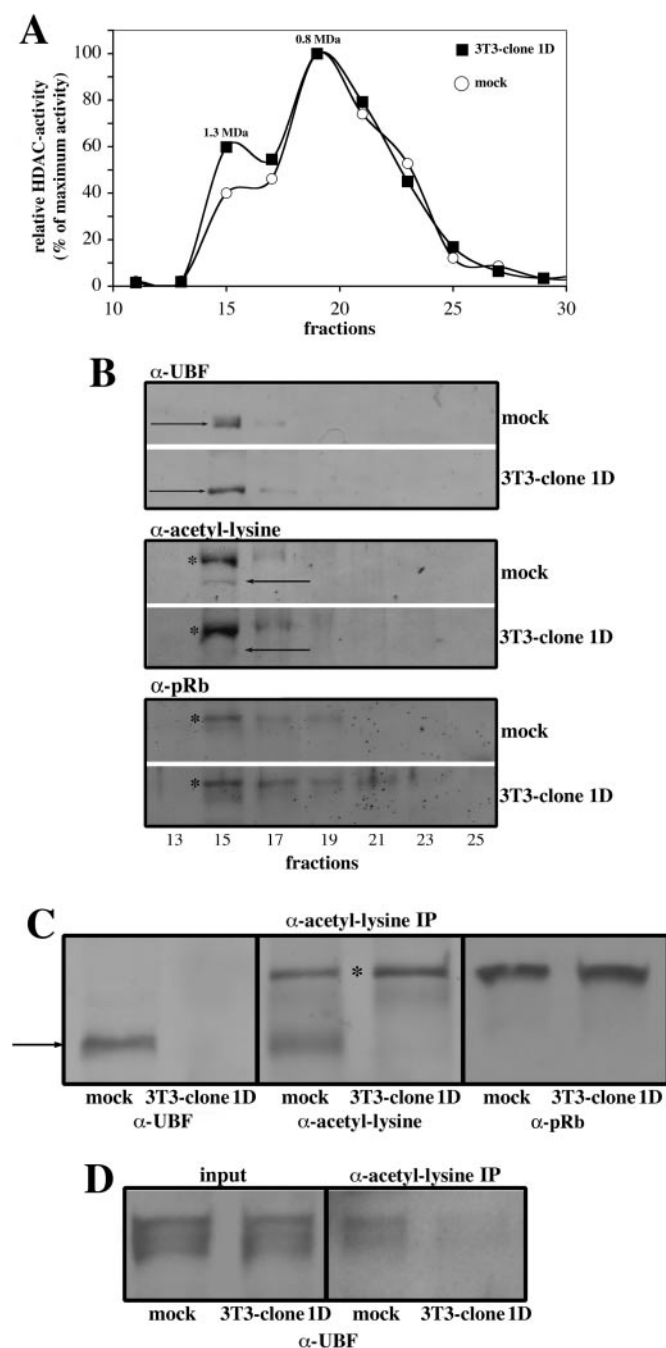 A
0.8 MDa
1.3 MDa
3T3-clone 1D
mock
relative HDAC-activity
(% of maximum activity)
100
80
60
40
20
0
10 15 20 25 30
fractions
B
α-UBF
mock
3T3-clone 1D
α-acetyl-lysine
*
mock
*
3T3-clone 1D
α-pRb
*
mock
*
3T3-clone 1D
13 15 17 19 21 23 25
fractions
C
α-acetyl-lysine IP
*
mock 3T3-clone 1D mock 3T3-clone 1D mock 3T3-clone 1D
α-UBF α-acetyl-lysine α-pRb
D
input α-acetyl-lysine IP
mock 3T3-clone 1D mock 3T3-clone 1D
α-UBF